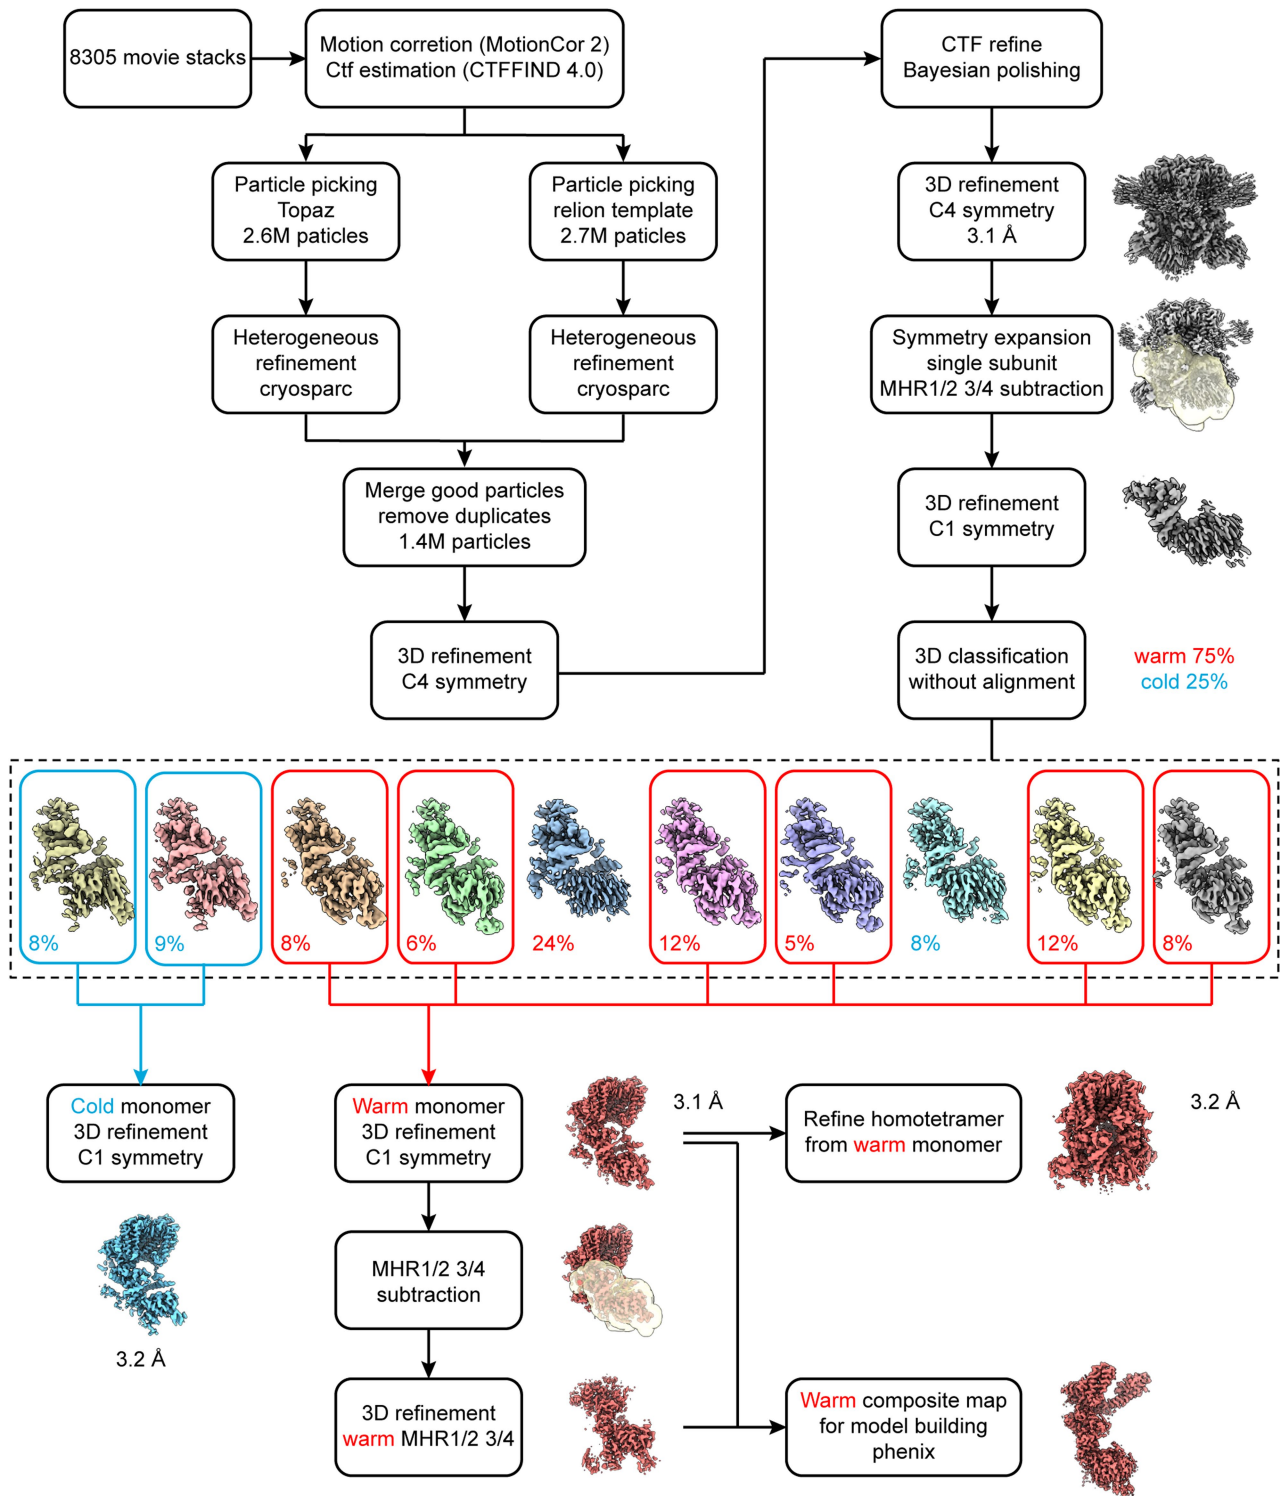 8305 movie stacks
Motion corretion (MotionCor 2)
Ctf estimation (CTFFIND 4.0)
Particle picking
Topaz
2.6M paticles
Particle picking
relion template
2.7M paticles
Heterogeneous
refinement
cryosparc
Heterogeneous
refinement
cryosparc
Merge good particles
remove duplicates
1.4M particles
3D refinement
C4 symmetry
CTF refine
Bayesian polishing
3D refinement
C4 symmetry
3.1 Å
Symmetry expansion
single subunit
MHR1/2 3/4 subtraction
3D refinement
C1 symmetry
3D classification
without alignment
warm 75%
cold 25%
8%
9%
8%
6%
24%
12%
5%
8%
12%
8%
Cold monomer
3D refinement
C1 symmetry
3.2 Å
Warm monomer
3D refinement
C1 symmetry
3.1 Å
Refine homotetramer
from warm monomer
3.2 Å
MHR1/2 3/4
subtraction
3D refinement
warm MHR1/2 3/4
Warm composite map
for model building
phenix